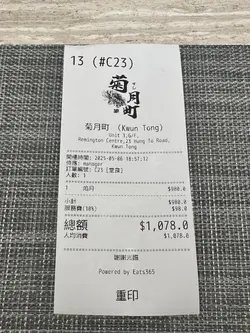 13 (#C23)
菊月町
菊月町 (Kwun Tong)
Unit 3,G/F,
Remington Centre,23 Hung To Road,
Kwun Tong
開檯時間: 2025-05-06 18:57:12
侍應: manager
訂單編號: C23 [堂食]
人數: 1
1 皓月 $980.0
小計 $980.0
服務費(10%) $98.0
總額 $1,078.0
人均消費 $1,078.0
謝謝光臨
Powered by Eats365
重印